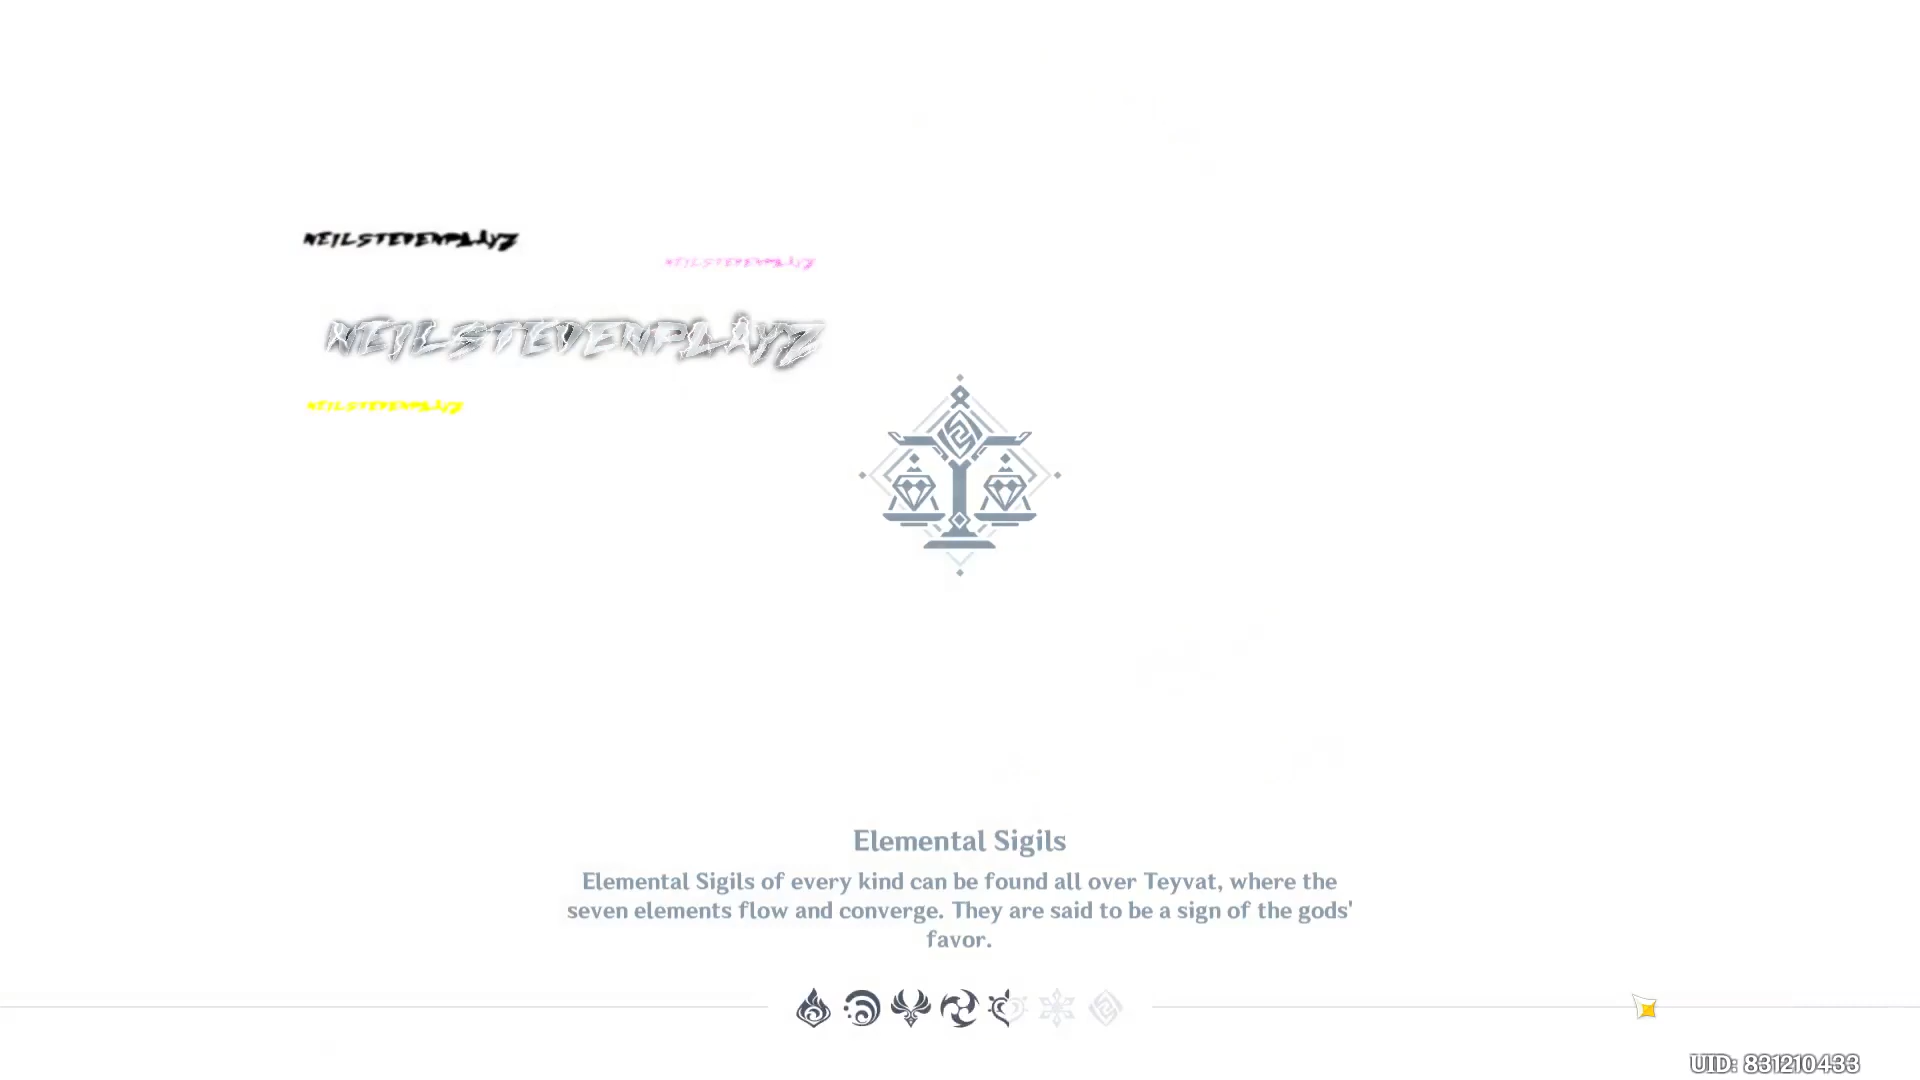 NEILSTEVENPLAYZ
NEILSTEVENPLAYZ
NEILSTEVENPLAYZ
NEILSTEVENPLAYZ
Elemental Sigils
Elemental Sigils of every kind can be found all over Teyvat, where the
seven elements flow and converge. They are said to be a sign of the gods'
favor.
UID: 831210433